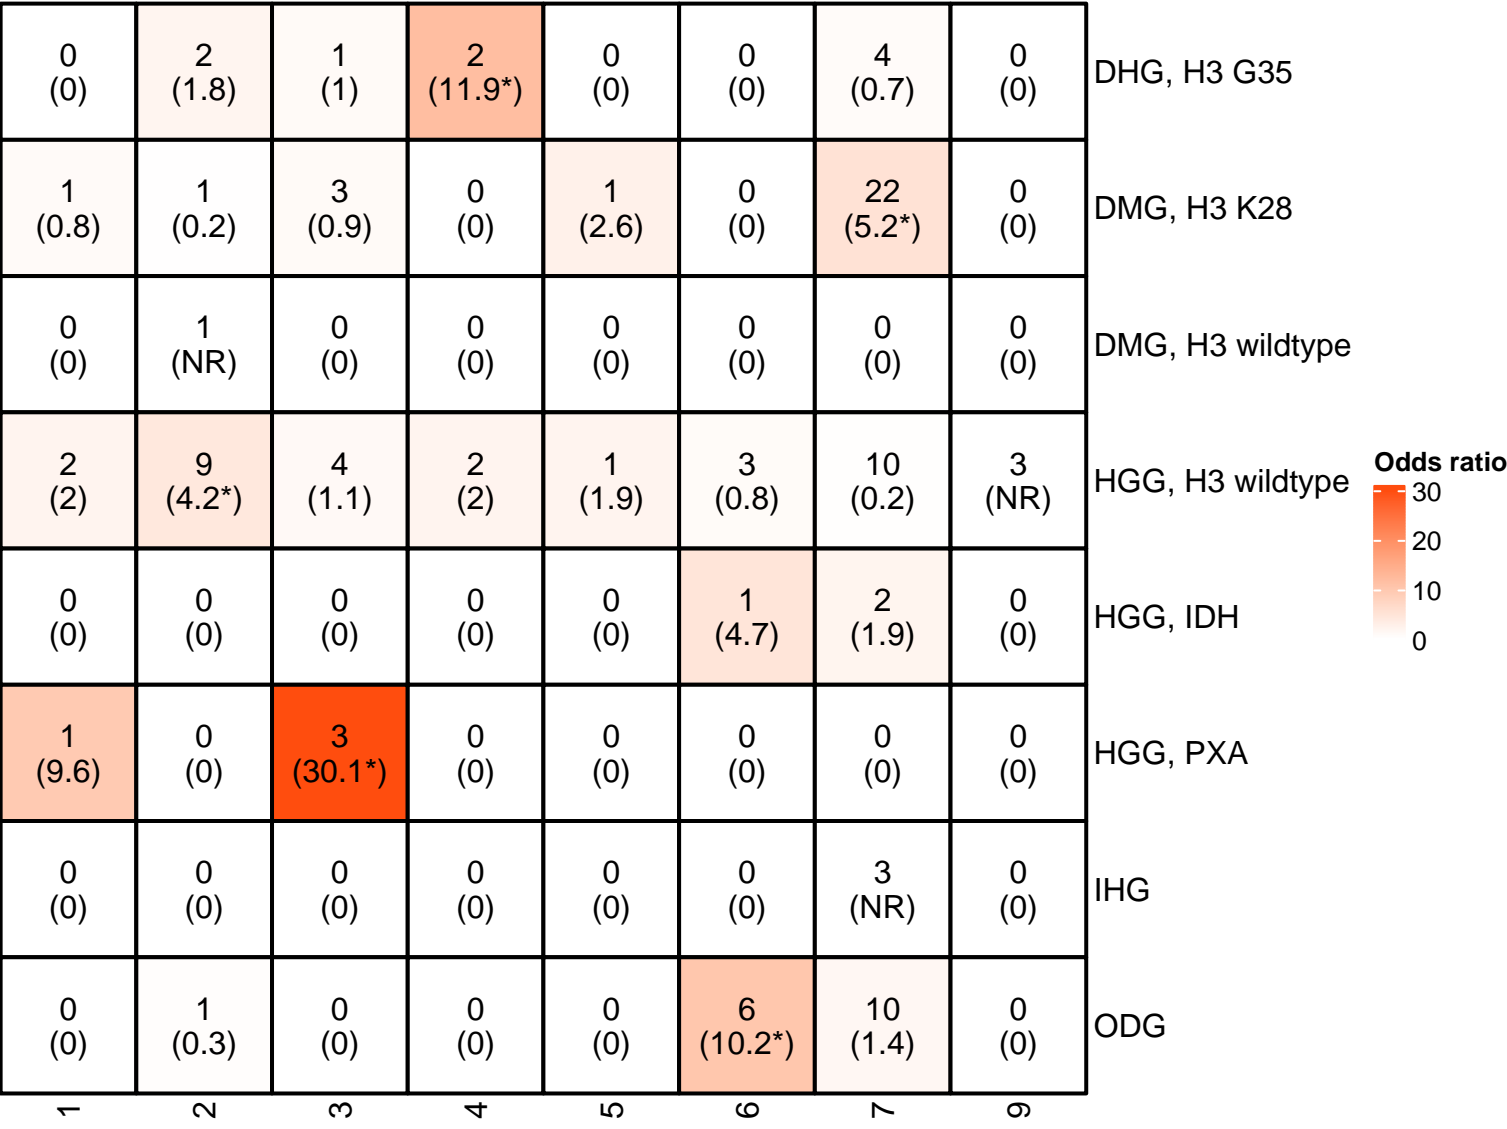 0 2 1 2 0 0 4 0
(0) (1.8) (1) (11.9*) (0) (0) (0.7) (0)
DHG, H3 G35
1 1 3 0 1 0 22 0
(0.8) (0.2) (0.9) (0) (2.6) (0) (5.2*) (0)
DMG, H3 K28
0 1 0 0 0 0 0 0
(0) (NR) (0) (0) (0) (0) (0) (0)
DMG, H3 wildtype
2 9 4 2 1 3 10 3
(2) (4.2*) (1.1) (2) (1.9) (0.8) (0.2) (NR)
HGG, H3 wildtype
0 0 0 0 0 1 2 0
(0) (0) (0) (0) (0) (4.7) (1.9) (0)
HGG, IDH
1 0 3 0 0 0 0 0
(9.6) (0) (30.1*) (0) (0) (0) (0) (0)
HGG, PXA
0 0 0 0 0 0 3 0
(0) (0) (0) (0) (0) (0) (NR) (0)
IHG
0 1 0 0 0 6 10 0
(0) (0.3) (0) (0) (0) (10.2*) (1.4) (0)
ODG
1 2 3 4 5 6 7 9
Odds ratio
30
20
10
0